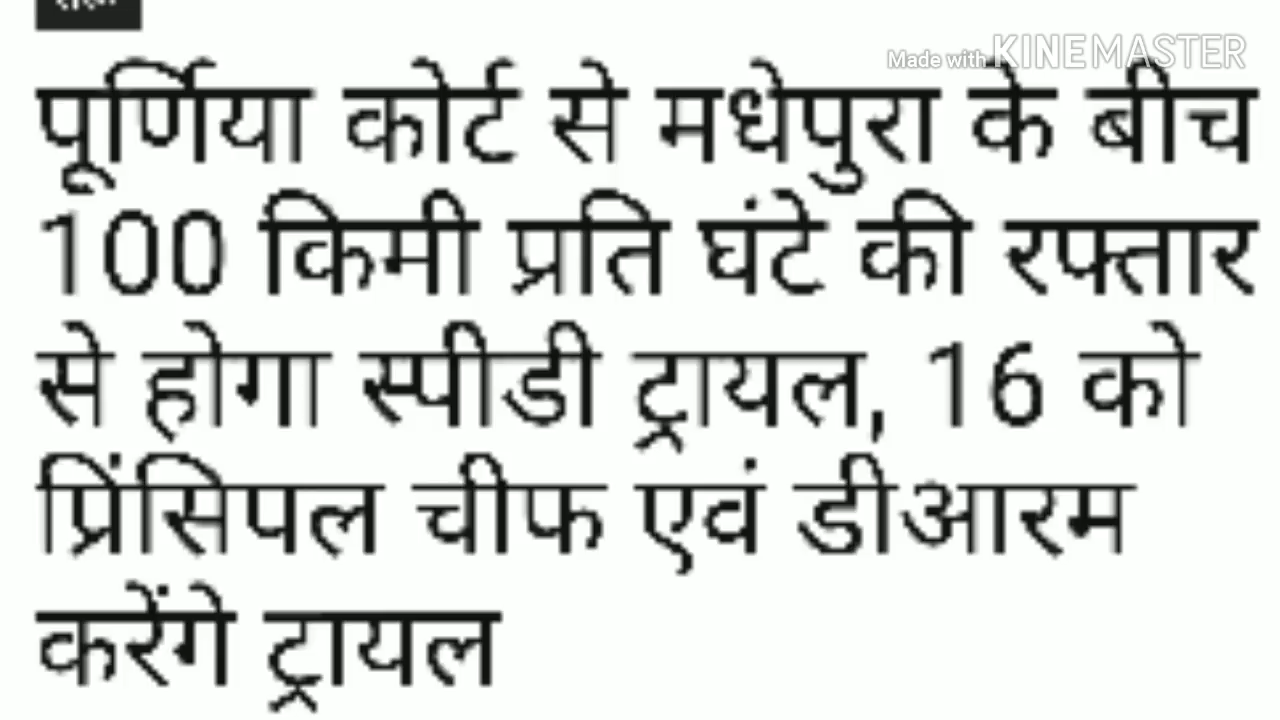 Made with KINEMASTER
पूर्णिया कोर्ट से मधेपुरा के बीच
100 किमी प्रति घंटे की रफ्तार
से होगा स्पीडी ट्रायल, 16 को
प्रिंसिपल चीफ एवं डीआरम
करेंगे ट्रायल